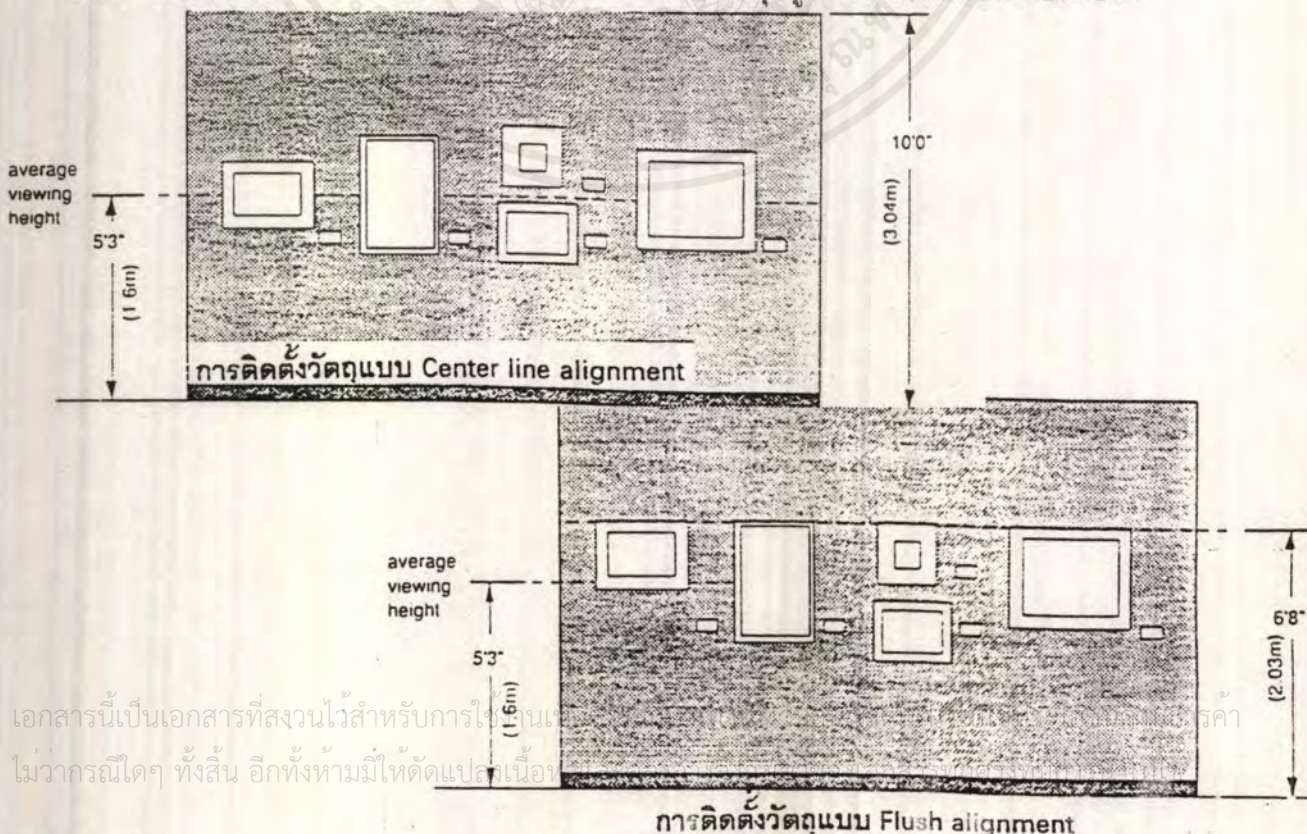 average
viewing
height
5'3"
(1.6m)
10'0"
(3.04m)
การติดตั้งวัตถุแบบ Center line alignment
average
viewing
height
5'3"
(1.6m)
6'8"
(2.03m)
เอกสารนี้เป็นเอกสารที่สงวนไว้สำหรับการใช้
ไม่ว่ากรณีใดๆ ทั้งสิ้น อีกทั้งห้ามมิให้ดัดแปลงเนื้อ
การติดตั้งวัตถุแบบ Flush alignment